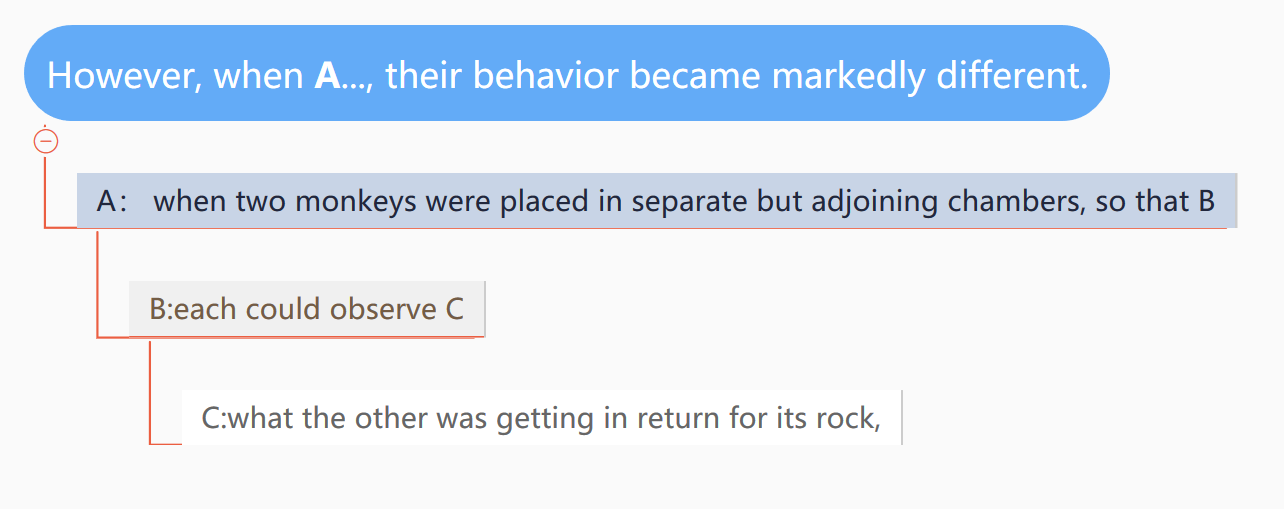 However, when A..., their behavior became markedly different.
A： when two monkeys were placed in separate but adjoining chambers, so that B
B:each could observe C
C:what the other was getting in return for its rock,